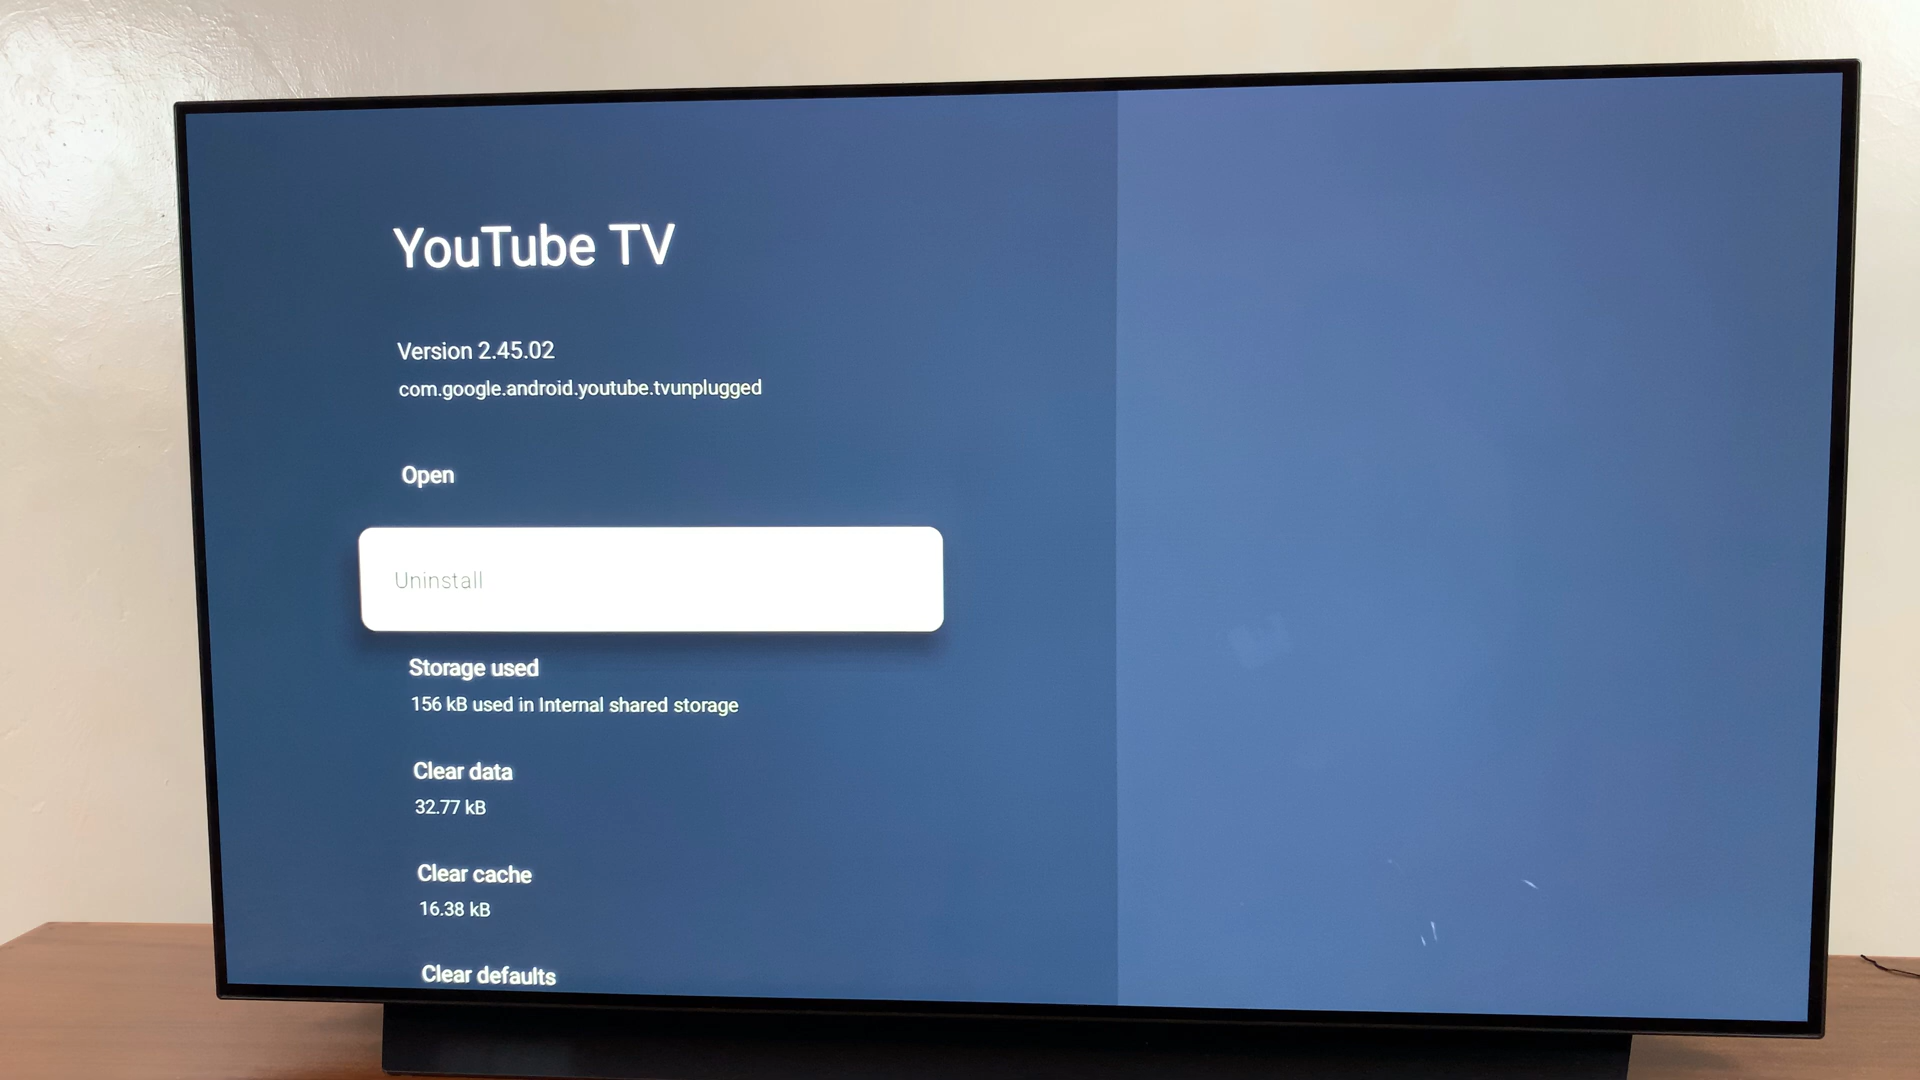 YouTube TV
Version 2.45.02
com.google.android.youtube.tvunplugged
Open
Uninstall
Storage used
156 kB used in Internal shared storage
Clear data
32.77 kB
Clear cache
16.38 kB
Clear defaults